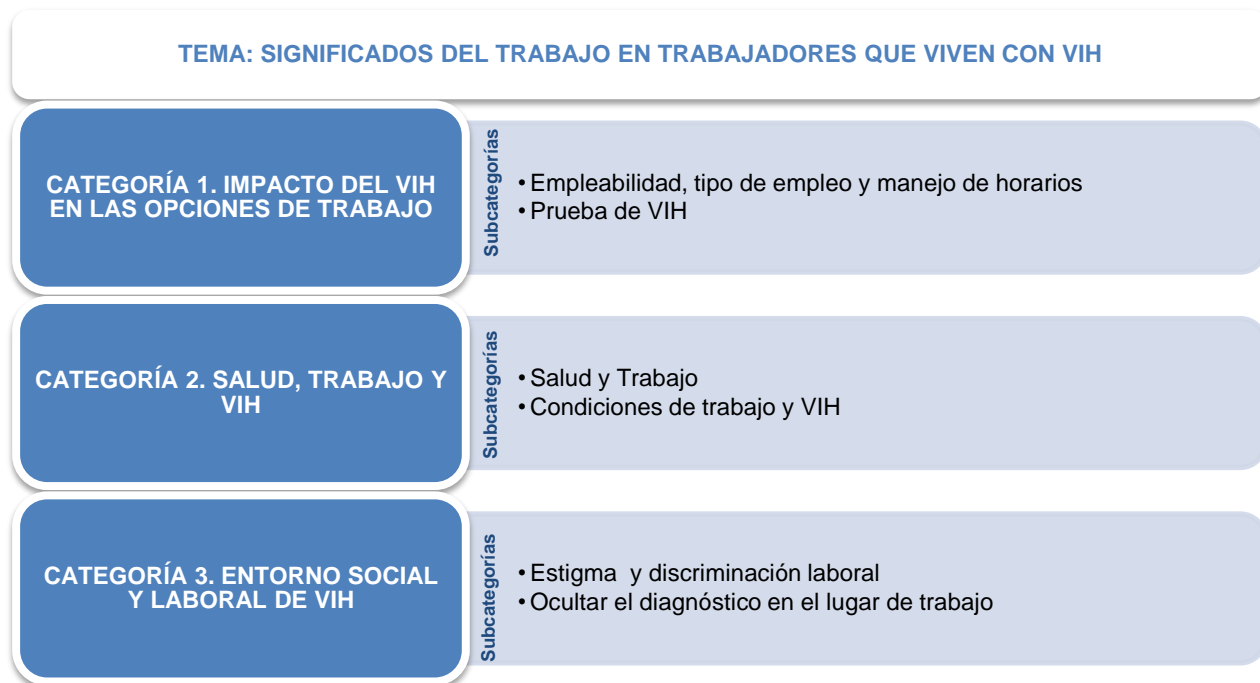 TEMA: SIGNIFICADOS DEL TRABAJO EN TRABAJADORES QUE VIVEN CON VIH
CATEGORÍA 1. IMPACTO DEL VIH
EN LAS OPCIONES DE TRABAJO
Subcategorías
• Empleabilidad, tipo de empleo y manejo de horarios
• Prueba de VIH
CATEGORÍA 2. SALUD, TRABAJO Y
VIH
Subcategorías
• Salud y Trabajo
• Condiciones de trabajo y VIH
CATEGORÍA 3. ENTORNO SOCIAL
Y LABORAL DE VIH
Subcategorías
• Estigma y discriminación laboral
• Ocultar el diagnóstico en el lugar de trabajo